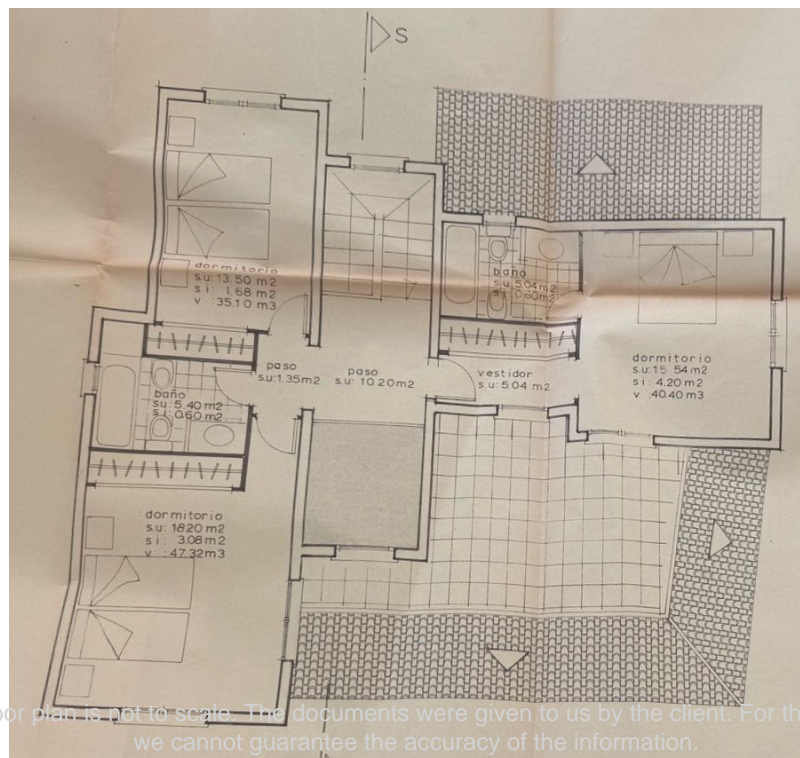 S
dormitorio
s.u: 13.50 m2
s i : 1.68 m2
v : 35.10 m3
baño
s.u: 5.04 m2
s i : 0.60 m2
dormitorio
s.u: 15.54 m2
s i : 4.20 m2
v : 40.40 m3
paso
s.u: 1.35 m2
paso
s.u: 10.20 m2
vestidor
s.u: 5.04 m2
baño
s.u: 5.40 m2
s i : 0.60 m2
dormitorio
s.u: 18.20 m2
s i : 3.08 m2
v : 47.32 m3
oor plan is not to scale. The documents were given to us by the client. For th
we cannot guarantee the accuracy of the information.